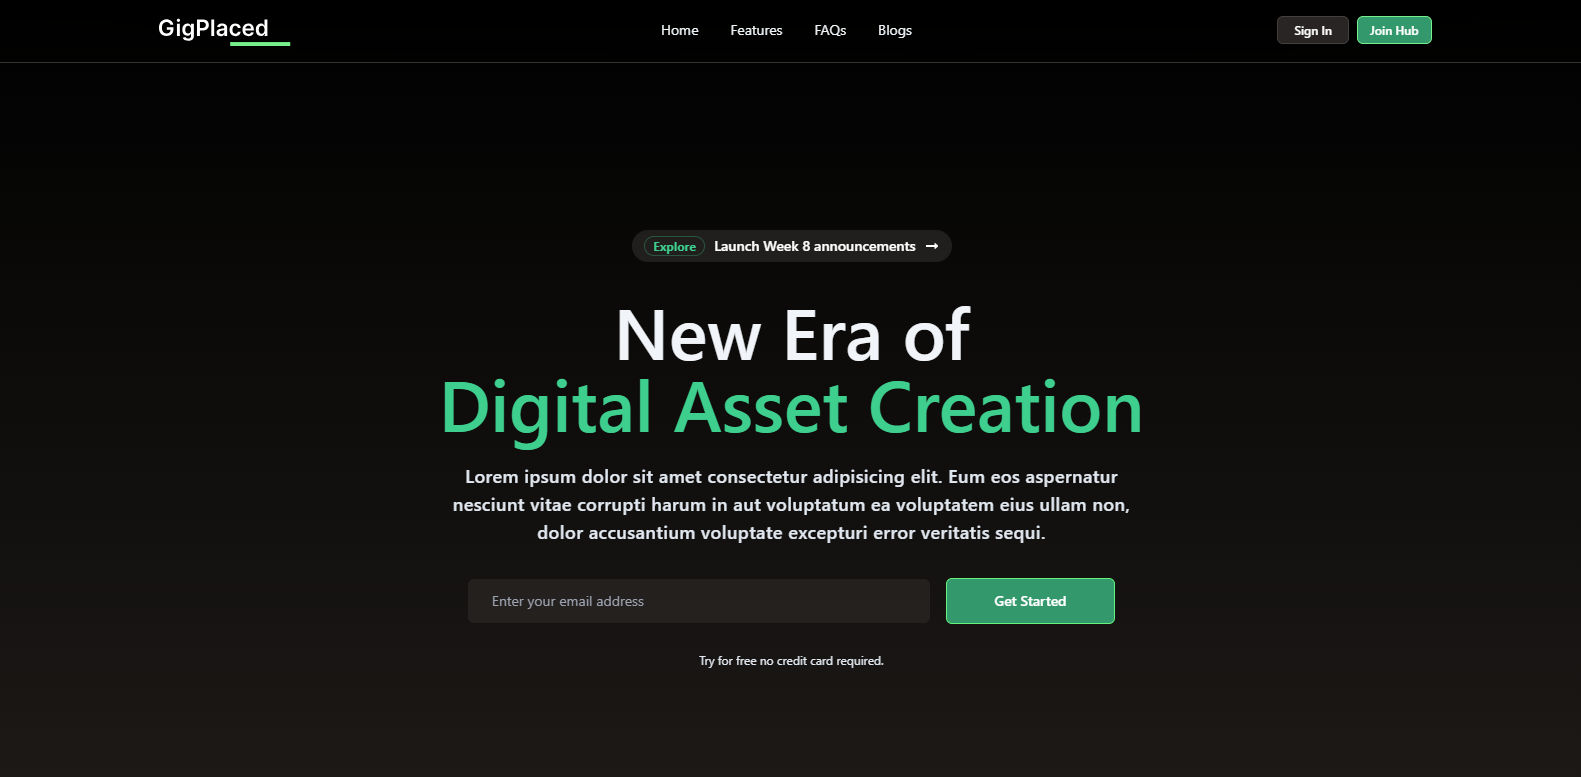 GigPlaced
Home Features FAQs Blogs
Sign In Join Hub
Explore Launch Week 8 announcements →
New Era of
Digital Asset Creation
Lorem ipsum dolor sit amet consectetur adipisicing elit. Eum eos aspernatur
nesciunt vitae corrupti harum in aut voluptatum ea voluptatem eius ullam non,
dolor accusantium voluptate excepturi error veritatis sequi.
Enter your email address
Get Started
Try for free no credit card required.